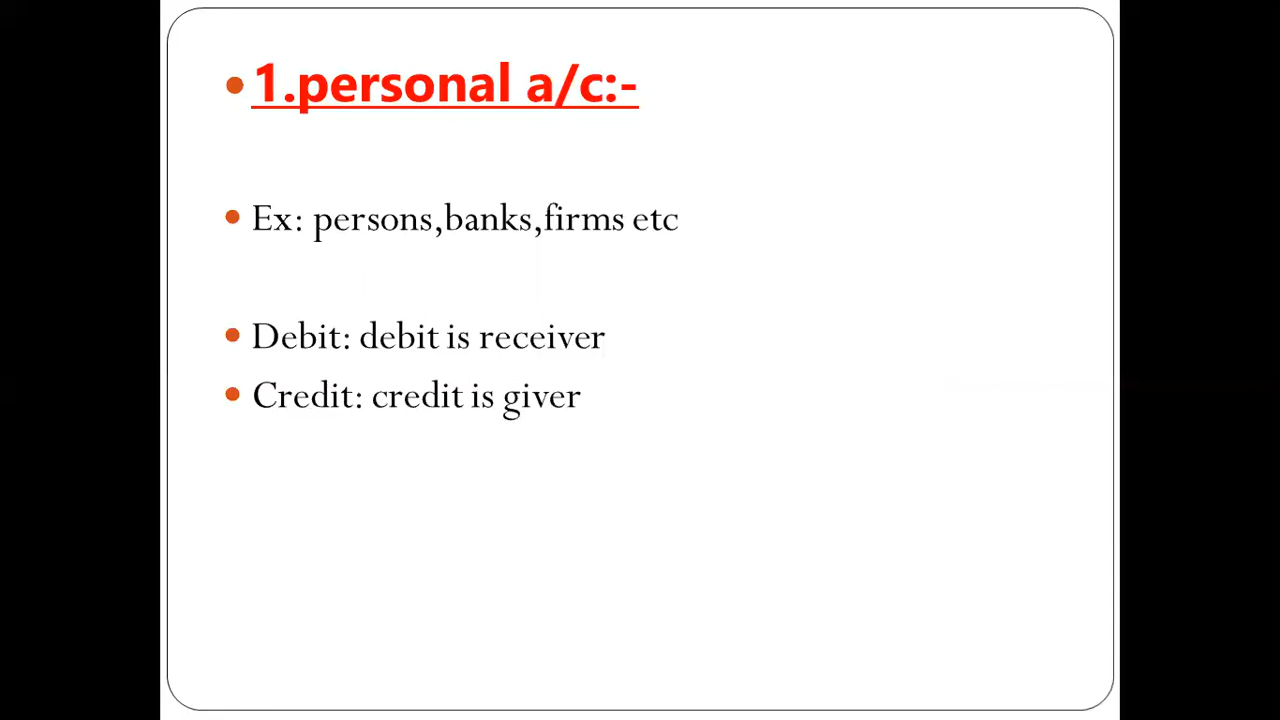 1.personal a/c:-
Ex: persons,banks,firms etc
Debit: debit is receiver
Credit: credit is giver